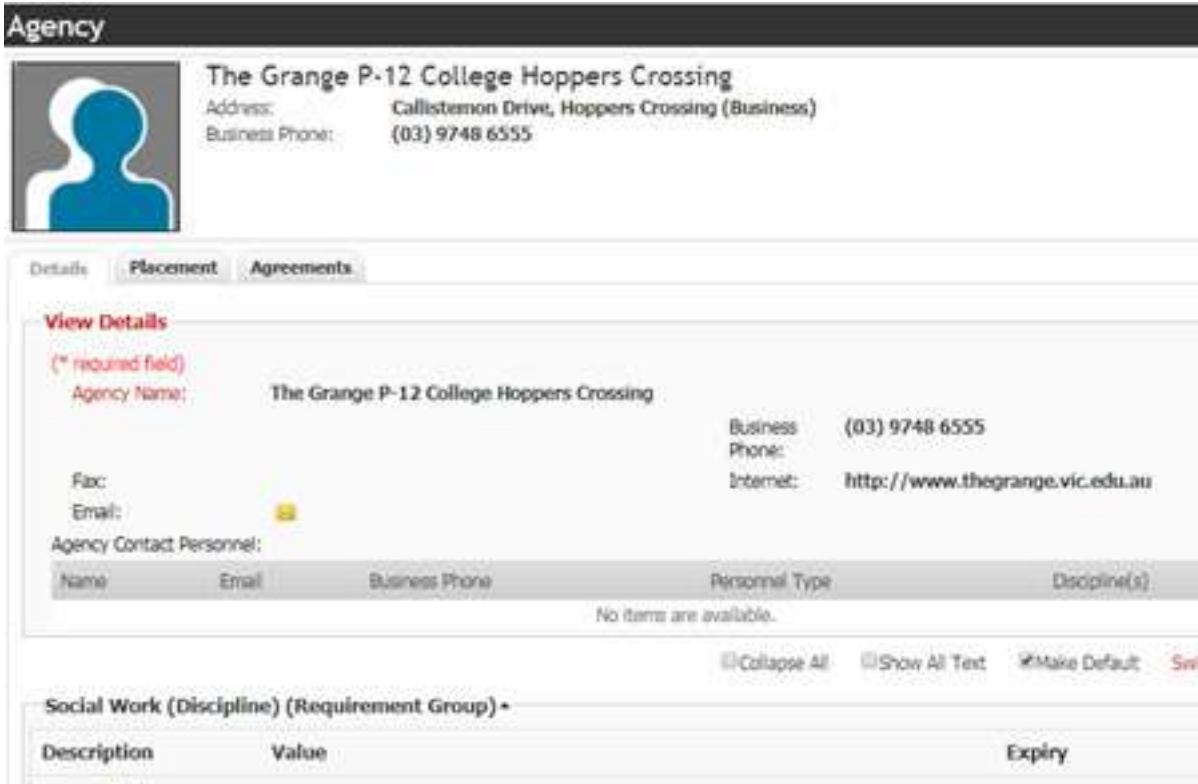 Agency
The Grange P-12 College Hoppers Crossing
Address: Callistemon Drive, Hoppers Crossing (Business)
Business Phone: (03) 9748 6555
Details Placement Agreements
View Details
(* required field)
Agency Name: The Grange P-12 College Hoppers Crossing
Business Phone: (03) 9748 6555
Fax: Internet: http://www.thegrange.vic.edu.au
Email:
Agency Contact Personnel:
Name Email Business Phone Personnel Type Discipline(s)
No items are available.
Collapse All Show All Text Make Default
Social Work (Discipline) (Requirement Group)
Description Value Expiry